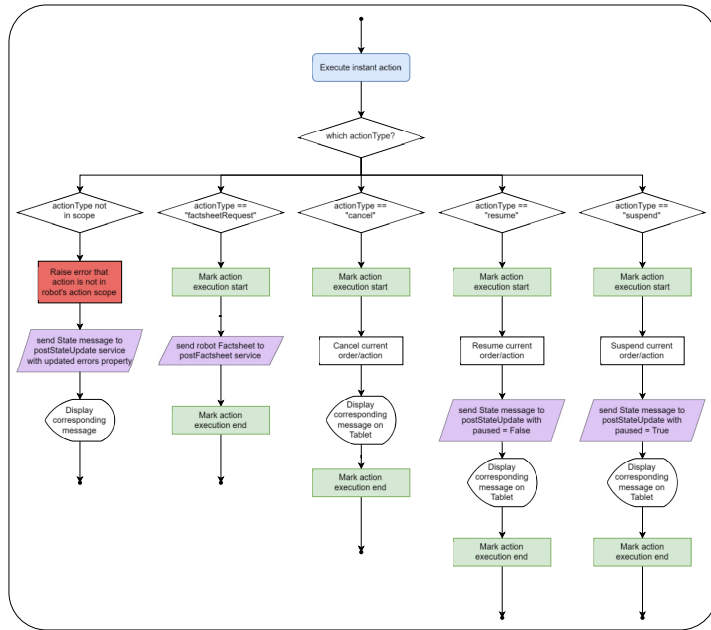 Execute instant action
which actionType?
actionType not
in scope
actionType ==
"factsheetRequest"
actionType ==
"cancel"
actionType ==
"resume"
actionType ==
"suspend"
Raise error that
action is not in
robot's action scope
Mark action
execution start
Mark action
execution start
Mark action
execution start
Mark action
execution start
send State message to
postStateUpdate service
with updated errors property
send robot Factsheet to
postFactsheet service
Cancel current
order/action
Resume current
order/action
Suspend current
order/action
Display
corresponding
message
Mark action
execution end
Display
corresponding
message on
Tablet
send State message to
postStateUpdate with
paused = False
send State message to
postStateUpdate with
paused = True
Mark action
execution end
Display
corresponding
message on
Tablet
Display
corresponding
message on
Tablet
Mark action
execution end
Mark action
execution end